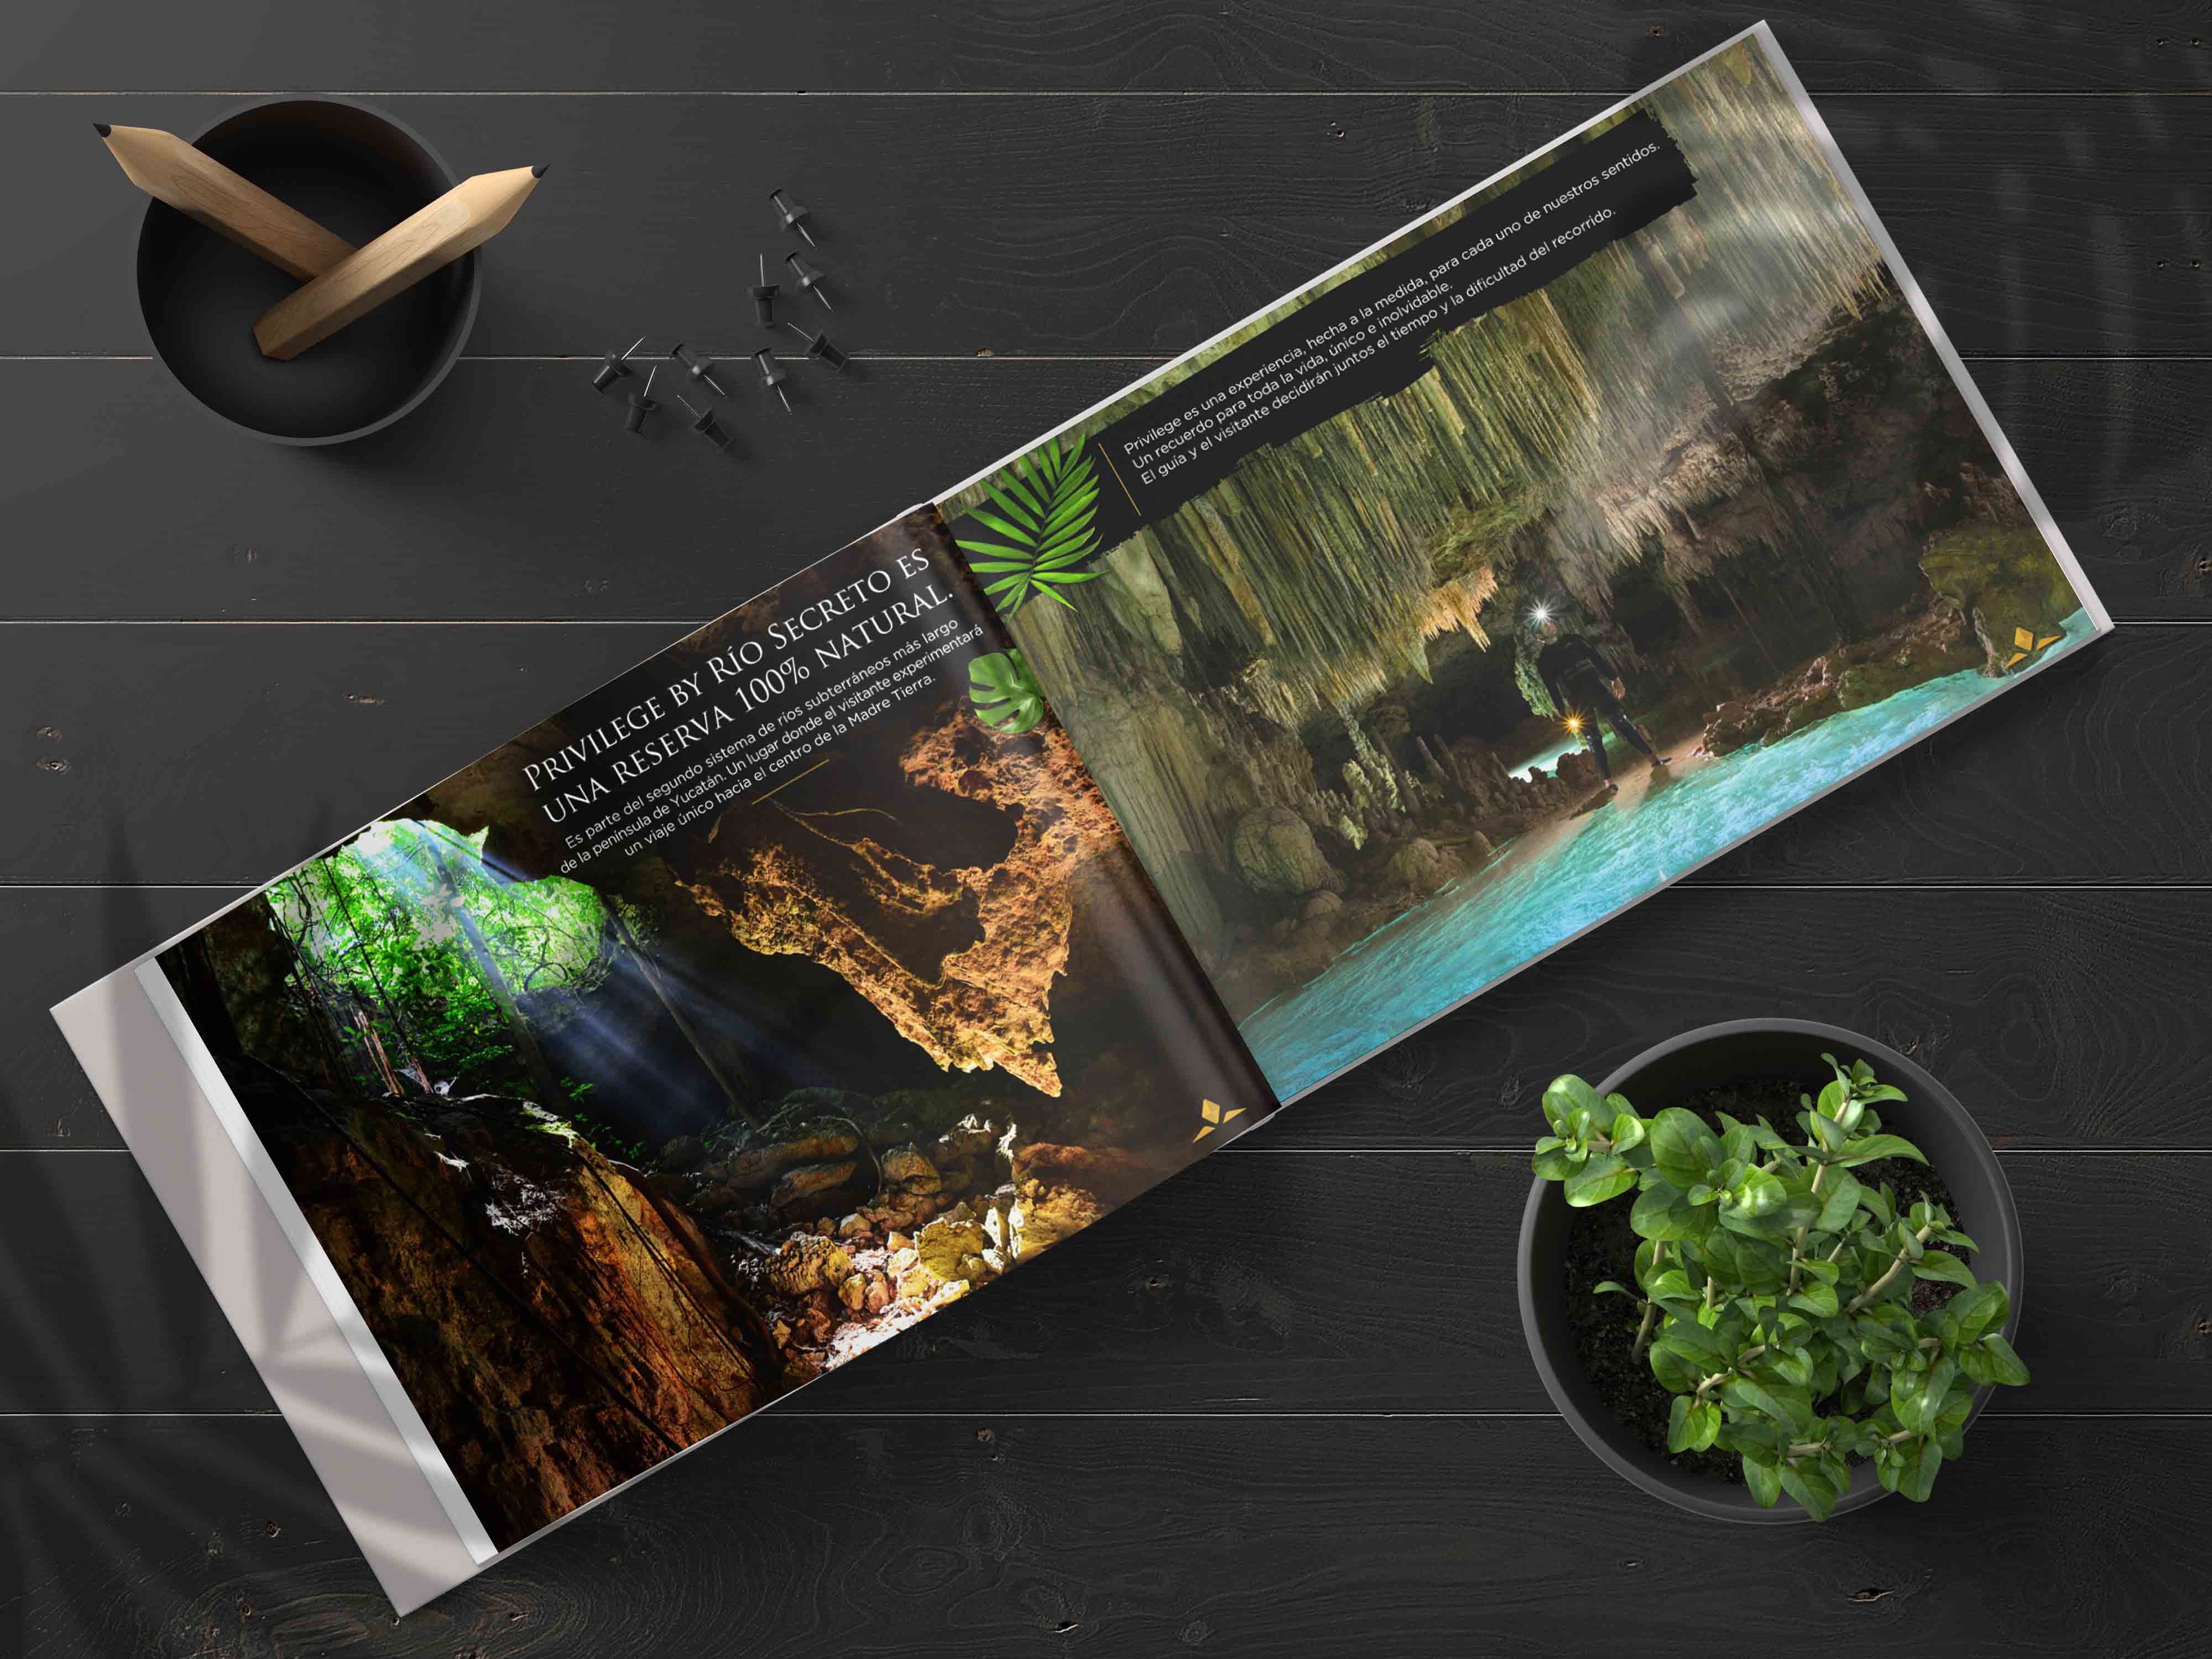 PRIVILEGE BY RÍO SECRETO ES
UNA RESERVA 100% NATURAL.
Es parte del segundo sistema de ríos subterráneos más largo
de la península de Yucatán. Un lugar donde el visitante experimentará
un viaje único hacia el centro de la Madre Tierra.
Privilege es una experiencia, hecha a la medida, para cada uno de nuestros sentidos.
Un recuerdo para toda la vida, único e inolvidable.
El guía y el visitante decidirán juntos el tiempo y la dificultad del recorrido.